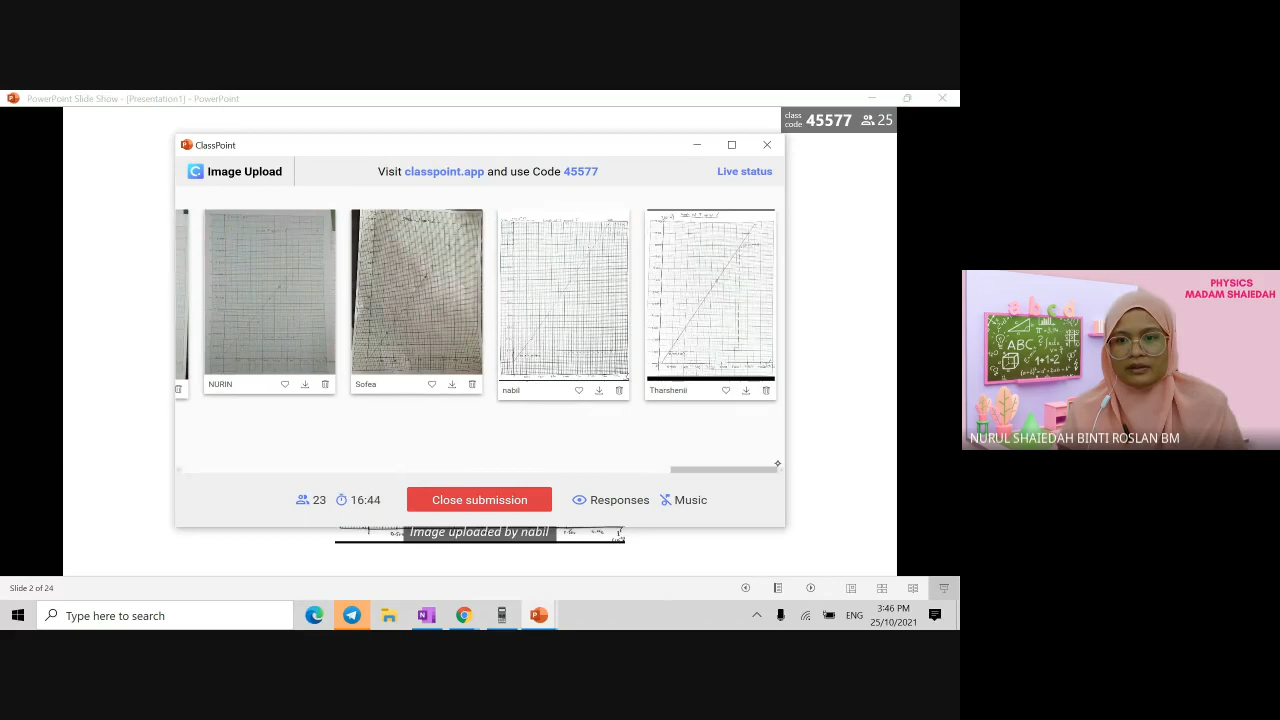 PowerPoint Slide Show - [Presentation1] - PowerPoint
class code 45577 25
ClassPoint
Image Upload
Visit classpoint.app and use Code 45577
Live status
NURIN
Sofea
nabil
Tharshenii
23 16:44
Close submission
Responses
Music
Image uploaded by nabil
Slide 2 of 24
Type here to search
ENG
3:46 PM
25/10/2021
PHYSICS
MADAM SHAIEDAH
abcd
ABC
1+1=2
NURUL SHAIEDAH BINTI ROSLAN BM